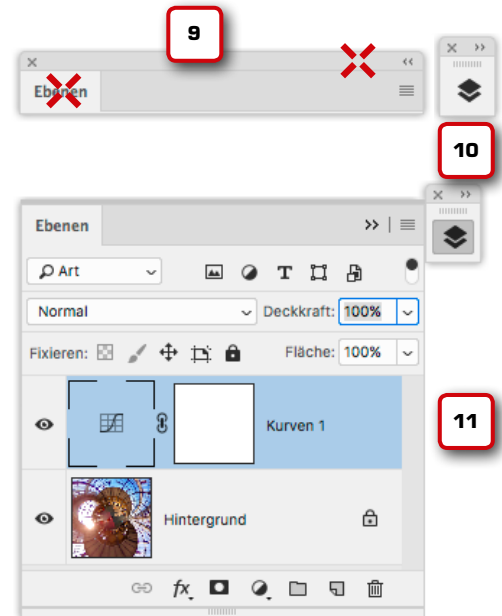 9
Ebenen
10
Ebenen
Art
T
Normal
Deckkraft: 100%
Fixieren:
Fläche: 100%
11
Kurven 1
Hintergrund
fx